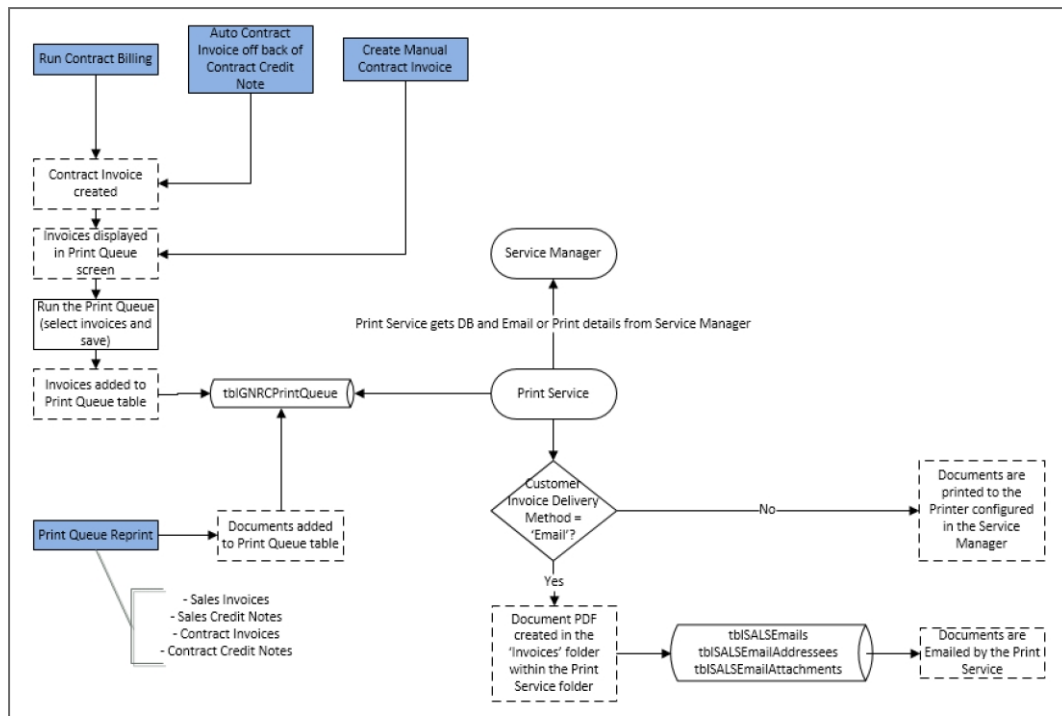 Run Contract Billing
Auto Contract
Invoice off back of
Contract Credit
Note
Create Manual
Contract Invoice
Contract Invoice
created
Invoices displayed
in Print Queue
screen
Run the Print Queue
(select invoices and
save)
Invoices added to
Print Queue table
tblGNRCPrintQueue
Service Manager
Print Service gets DB and Email or Print details from Service Manager
Print Service
Customer
Invoice Delivery
Method =
‘Email’?
No
Documents are
printed to the
Printer configured
in the Service
Manager
Print Queue Reprint
Documents added
to Print Queue table
- Sales Invoices
- Sales Credit Notes
- Contract Invoices
- Contract Credit Notes
Yes
Document PDF
created in the
‘Invoices’ folder
within the Print
Service folder
tblSALSEmails
tblSALSEmailAddressees
tblSALSEmailAttachments
Documents are
Emailed by the Print
Service